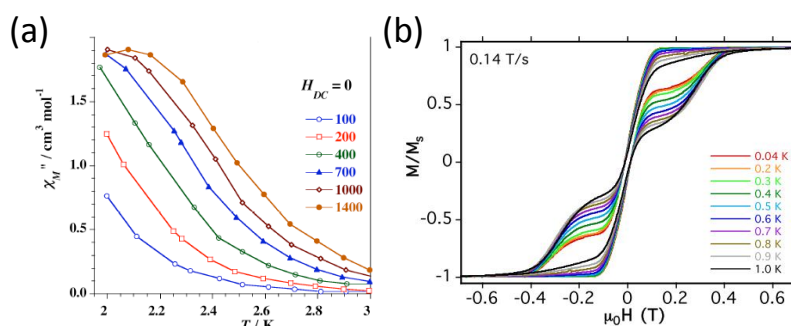 (a)
χM" / cm³ mol⁻¹
1.5
1.0
0.5
0.0
H_DC = 0
100
200
400
700
1000
1400
2
2.2
2.4
2.6
2.8
3
T / K
(b)
0.14 T/s
M/Ms
1
0.5
0
-0.5
-1
0.04 K
0.2 K
0.3 K
0.4 K
0.5 K
0.6 K
0.7 K
0.8 K
0.9 K
1.0 K
-0.6
-0.4
-0.2
0
0.2
0.4
0.6
μ₀H (T)